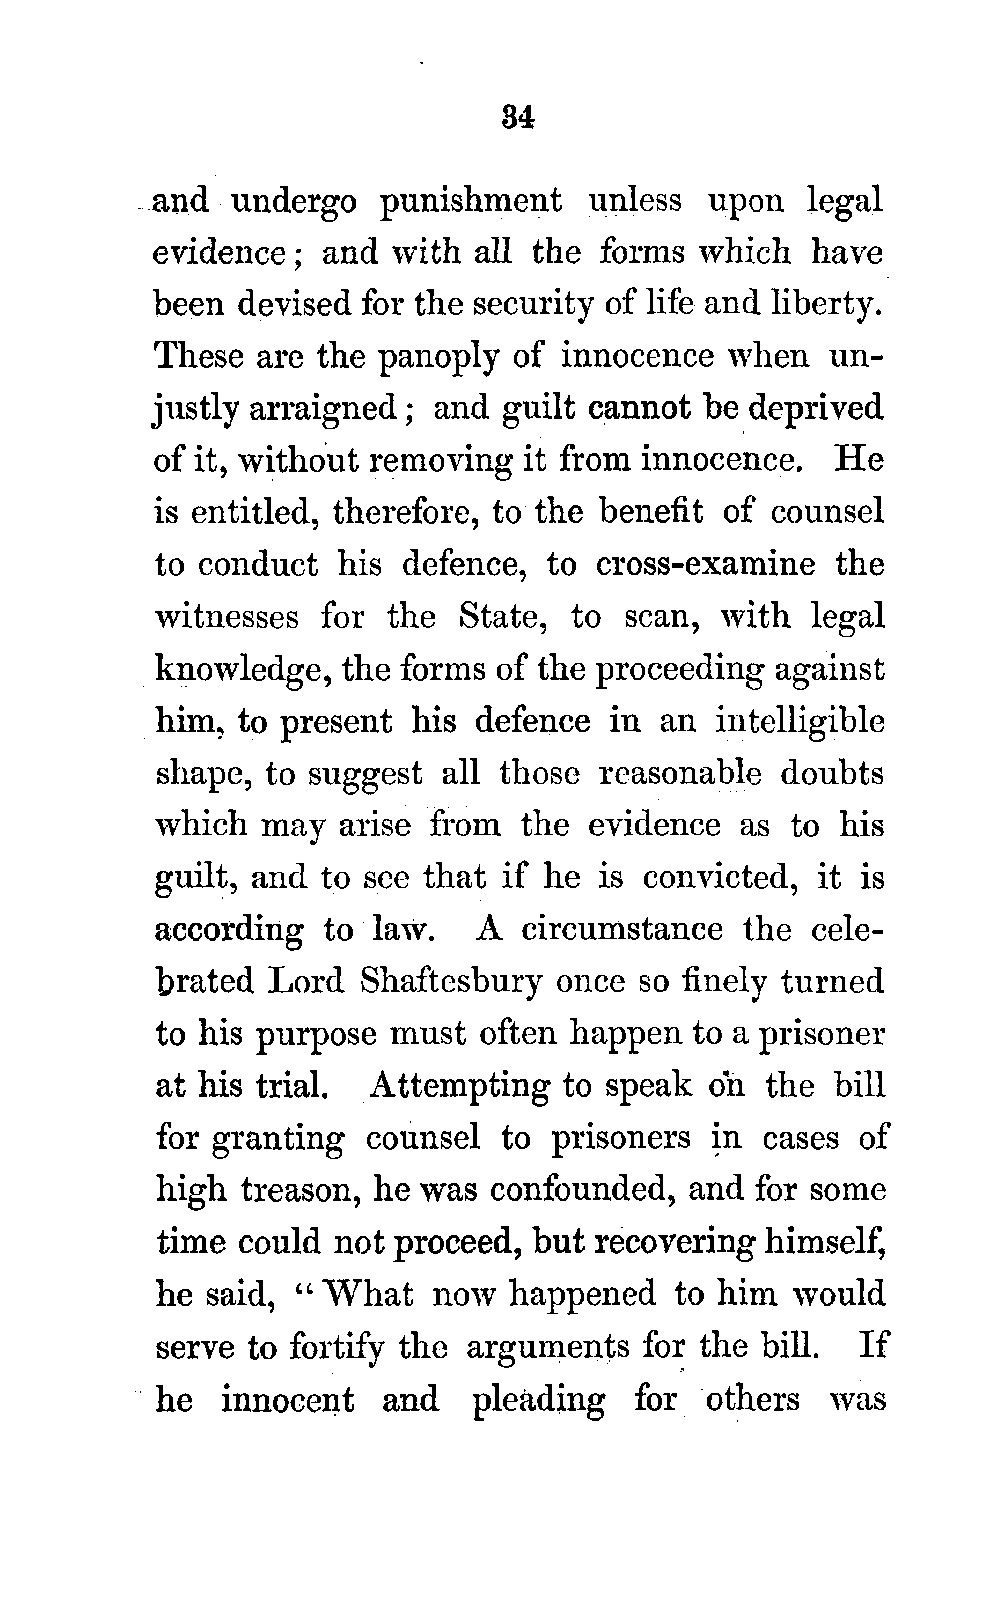 34
and undergo punishment unless upon legal
evidence; and with all the forms which have
been devised for the security of life and liberty.
These are the panoply of innocence when un-
justly arraigned; and guilt cannot be deprived
of it, without removing it from innocence. He
is entitled, therefore, to the benefit of counsel
to conduct his defence, to cross-examine the
witnesses for the State, to scan, with legal
knowledge, the forms of the proceeding against
him, to present his defence in an intelligible
shape, to suggest all those reasonable doubts
which may arise from the evidence as to his
guilt, and to see that if he is convicted, it is
according to law. A circumstance the cele-
brated Lord Shaftesbury once so finely turned
to his purpose must often happen to a prisoner
at his trial. Attempting to speak on the bill
for granting counsel to prisoners in cases of
high treason, he was confounded, and for some
time could not proceed, but recovering himself,
he said, “What now happened to him would
serve to fortify the arguments for the bill. If
he innocent and pleading for others was